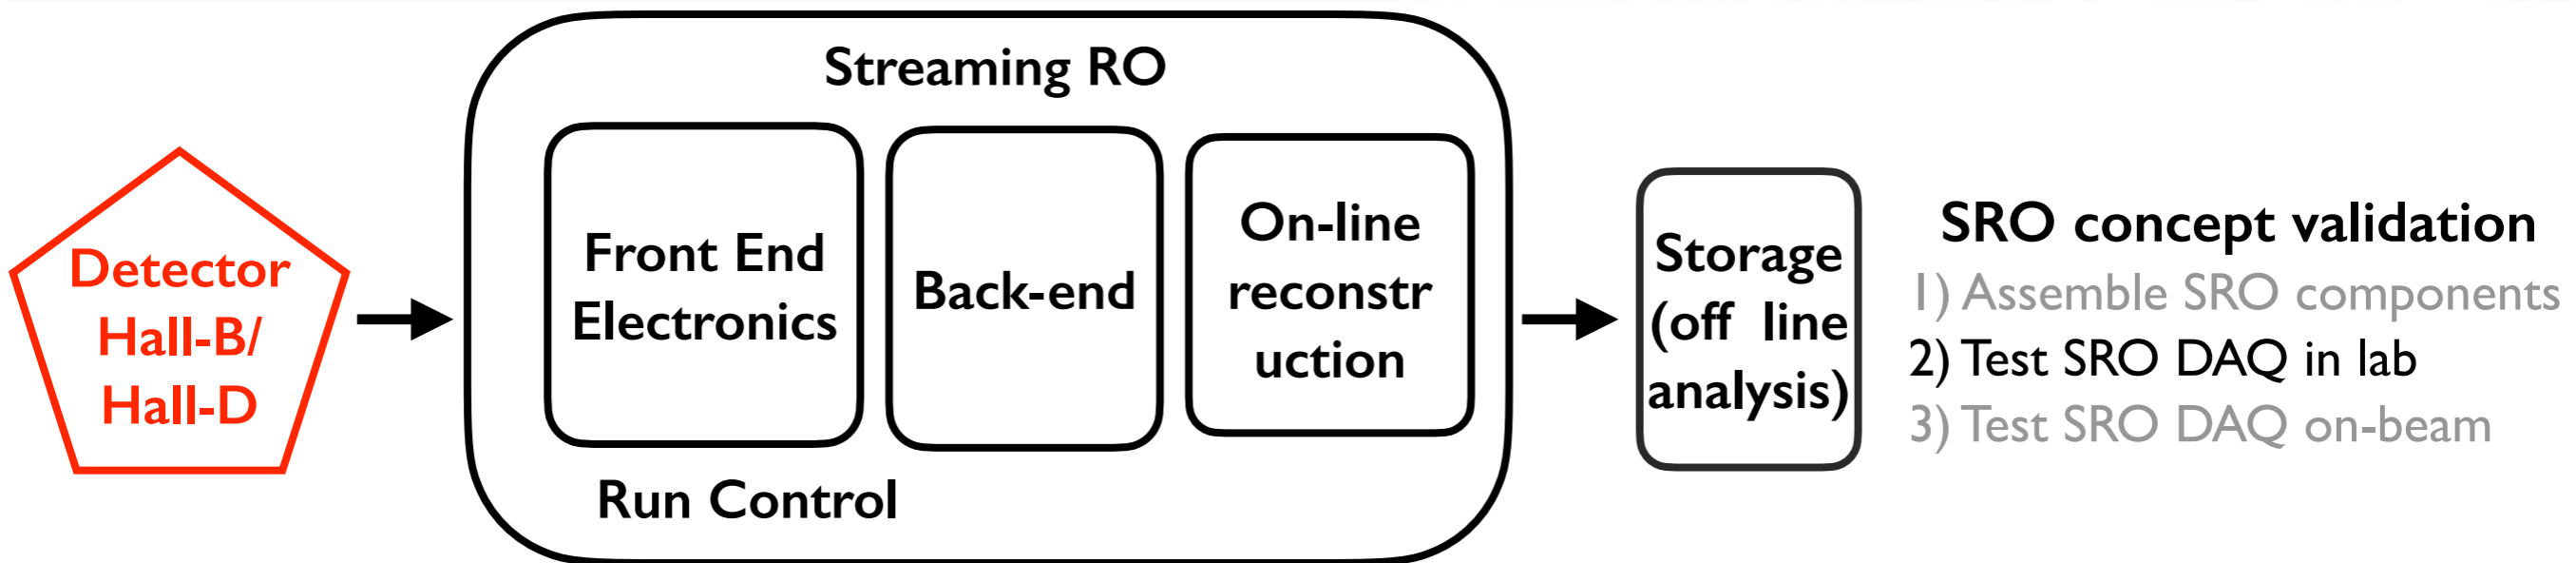 Streaming RO
Detector
Hall-B/
Hall-D
Front End
Electronics
Back-end
On-line
reconstr
uction
Run Control
Storage
(off line
analysis)
SRO concept validation
1) Assemble SRO components
2) Test SRO DAQ in lab
3) Test SRO DAQ on-beam